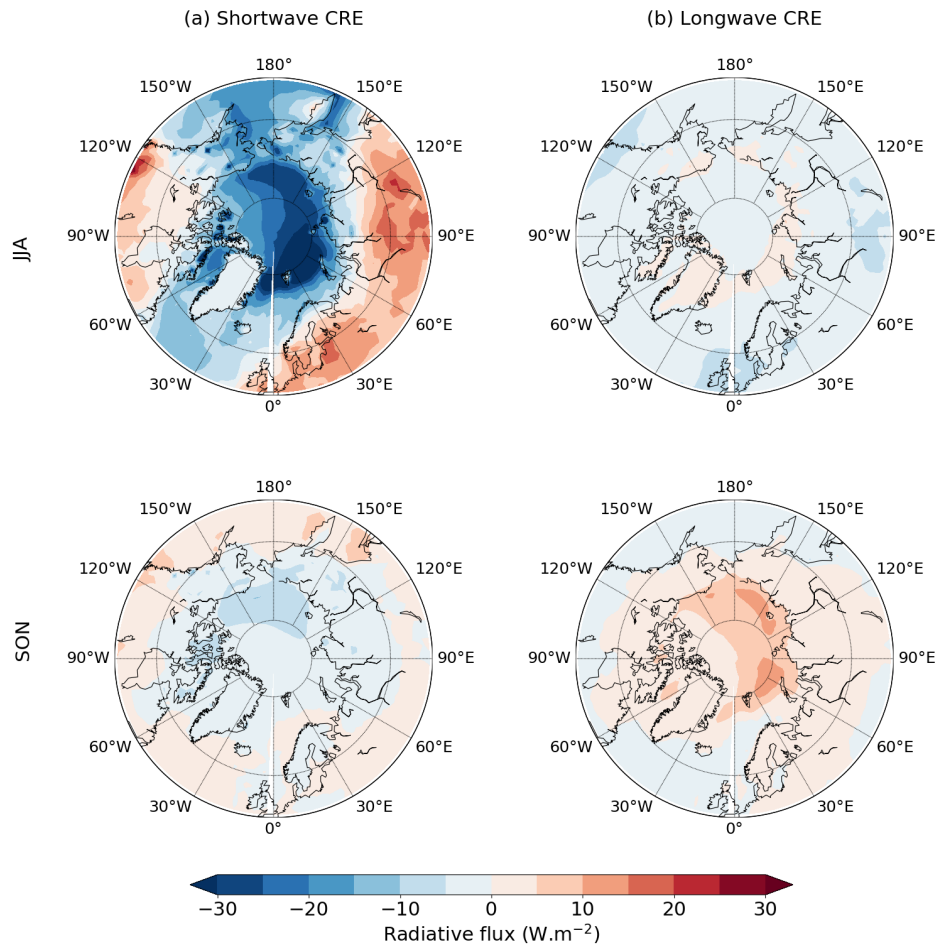 (a) Shortwave CRE
(b) Longwave CRE
JJA
180°
150°W
150°E
120°W
120°E
90°W
90°E
60°W
60°E
30°W
30°E
0°
180°
150°W
150°E
120°W
120°E
90°W
90°E
60°W
60°E
30°W
30°E
0°
SON
180°
150°W
150°E
120°W
120°E
90°W
90°E
60°W
60°E
30°W
30°E
0°
180°
150°W
150°E
120°W
120°E
90°W
90°E
60°W
60°E
30°W
30°E
0°
−30 −20 −10 0 10 20 30
Radiative flux (W.m⁻²)